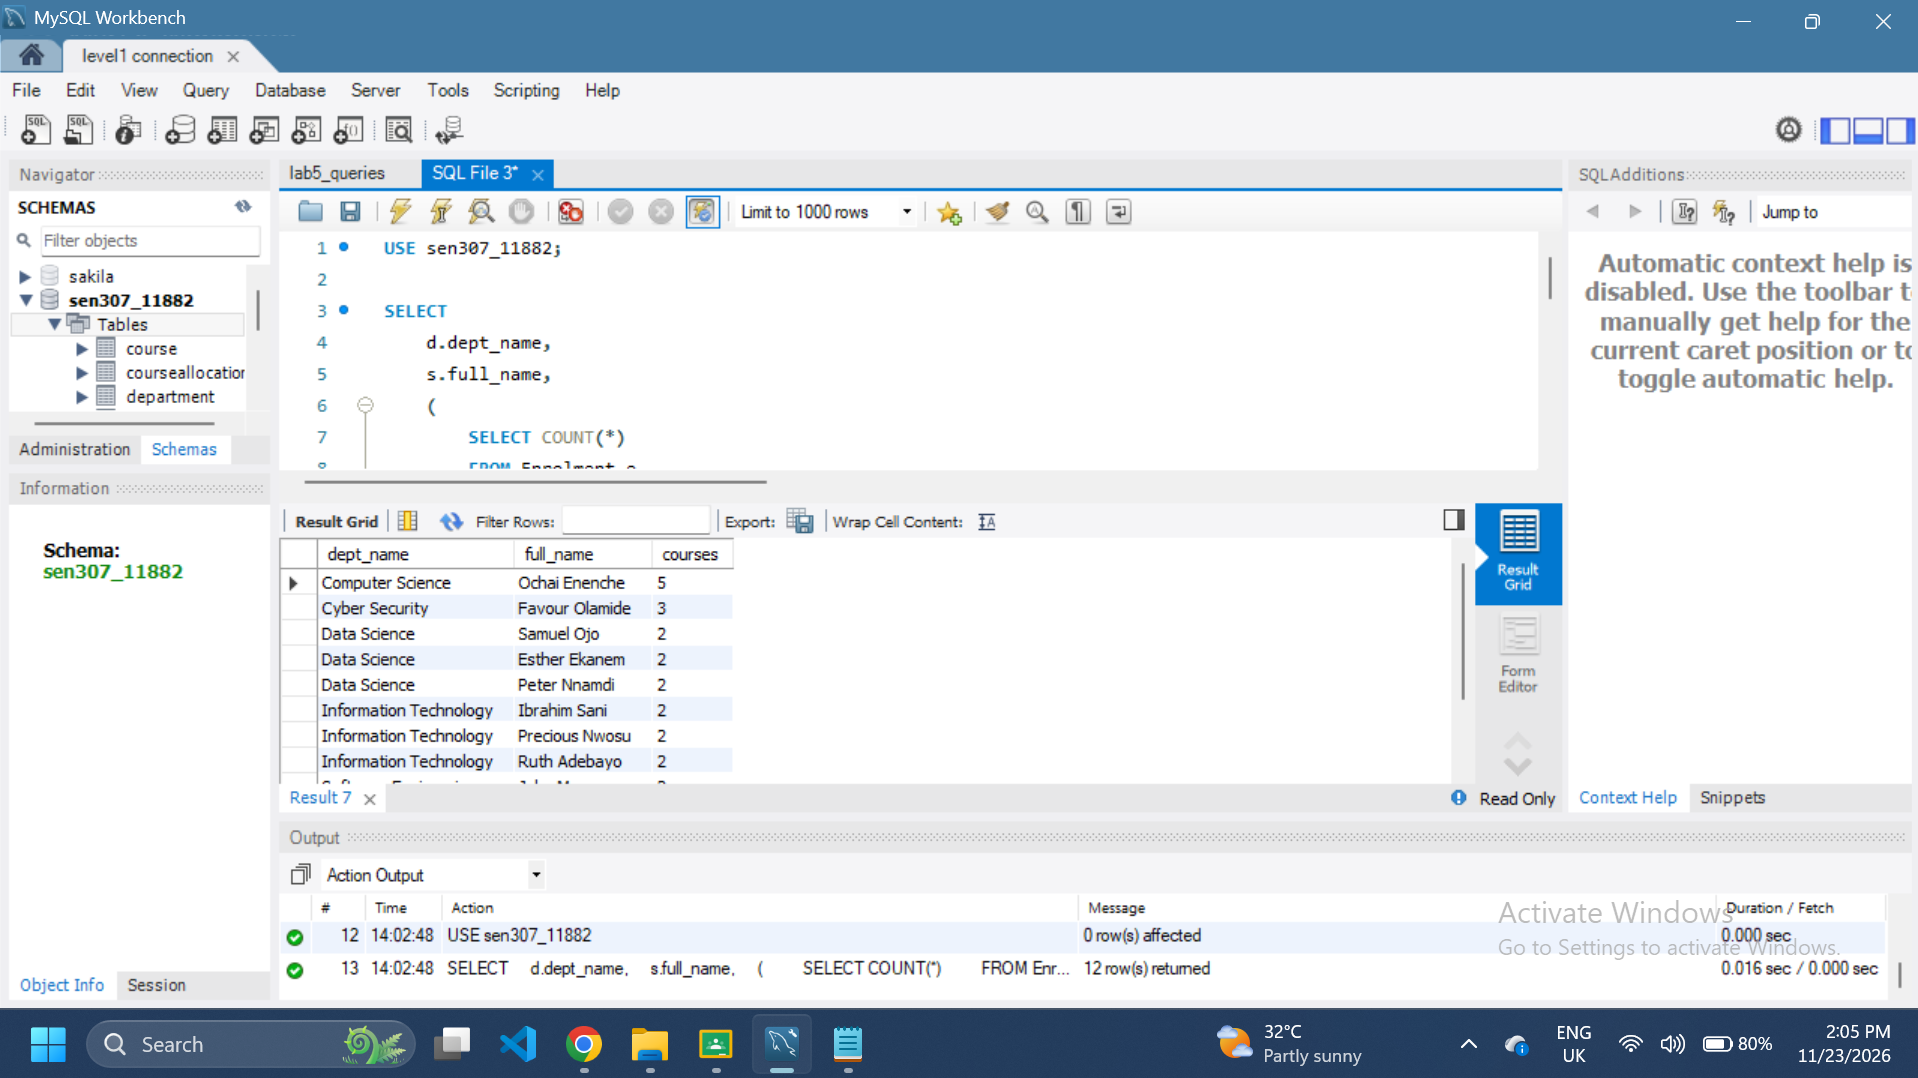 MySQL Workbench
level1 connection
File Edit View Query Database Server Tools Scripting Help
Navigator
SCHEMAS
Filter objects
sakila
sen307_11882
Tables
course
courseallocation
department
Administration Schemas
Information
Schema:
sen307_11882
Object Info Session
lab5_queries SQL File 3*
Limit to 1000 rows
1 USE sen307_11882;
2
3 SELECT
4 d.dept_name,
5 s.full_name,
6 (
7 SELECT COUNT(*)
8 FROM Enrolment e
Result Grid Filter Rows: Export: Wrap Cell Content:
dept_name full_name courses
Computer Science Ochai Enenche 5
Cyber Security Favour Olamide 3
Data Science Samuel Ojo 2
Data Science Esther Ekanem 2
Data Science Peter Nnamdi 2
Information Technology Ibrahim Sani 2
Information Technology Precious Nwosu 2
Information Technology Ruth Adebayo 2
Result Grid
Form Editor
Result 7
Read Only
SQLAdditions
Jump to
Automatic context help is
disabled. Use the toolbar
manually get help for the
current caret position or to
toggle automatic help.
Context Help Snippets
Output
Action Output
# Time Action Message Duration / Fetch
12 14:02:48 USE sen307_11882 0 row(s) affected 0.000 sec
13 14:02:48 SELECT d.dept_name, s.full_name, ( SELECT COUNT(*) FROM Enr... 12 row(s) returned 0.016 sec / 0.000 sec
Activate Windows
Go to Settings to activate Windows.
Search
32°C
Partly sunny
ENG
UK
80%
2:05 PM
11/23/2026